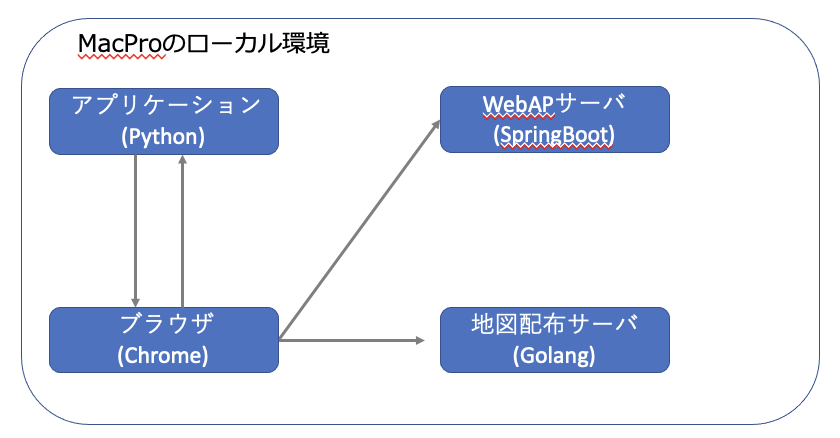 MacProのローカル環境
アプリケーション
(Python)
WebAPサーバ
(SpringBoot)
ブラウザ
(Chrome)
地図配布サーバ
(Golang)